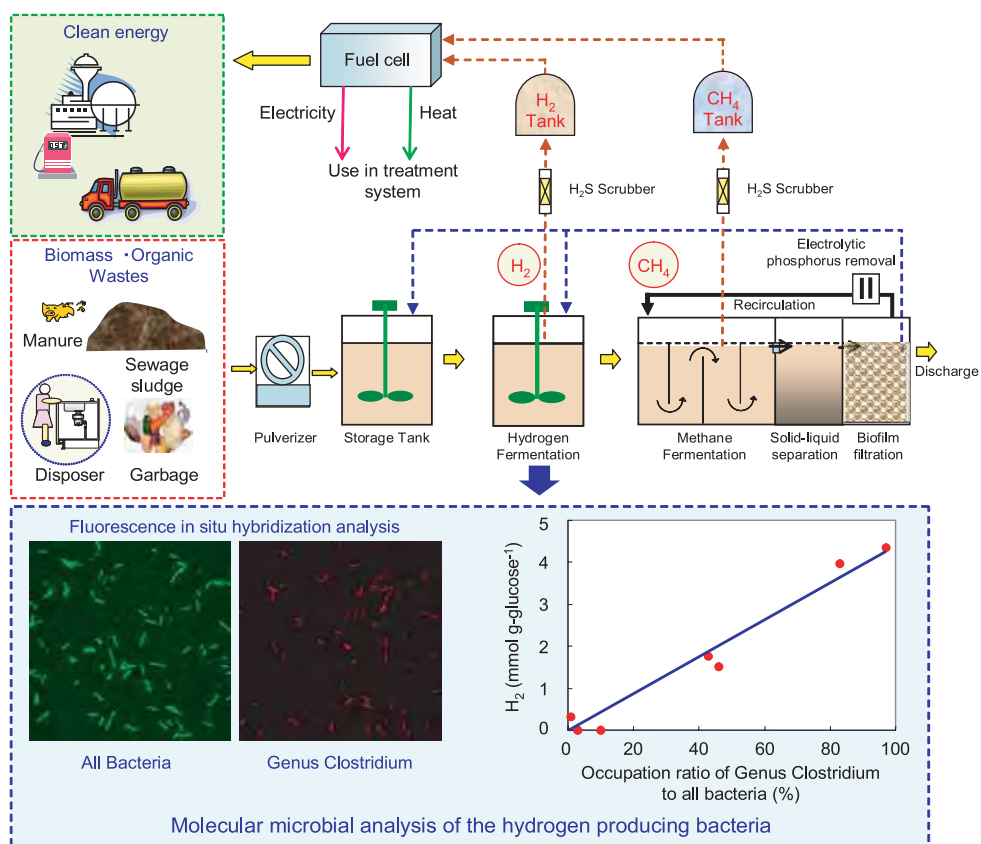 Clean energy
Fuel cell
Electricity
Heat
Use in treatment
system
H₂
Tank
CH₄
Tank
H₂S Scrubber
H₂S Scrubber
Biomass ・Organic
Wastes
Manure
Sewage
sludge
Disposer
Garbage
H₂
CH₄
Electrolytic
phosphorus removal
Recirculation
Discharge
Pulverizer
Storage Tank
Hydrogen
Fermentation
Methane
Fermentation
Solid-liquid
separation
Biofilm
filtration
Fluorescence in situ hybridization analysis
All Bacteria
Genus Clostridium
H₂ (mmol g-glucose⁻¹)
5
4
3
2
1
0
0 20 40 60 80 100
Occupation ratio of Genus Clostridium
to all bacteria (%)
Molecular microbial analysis of the hydrogen producing bacteria